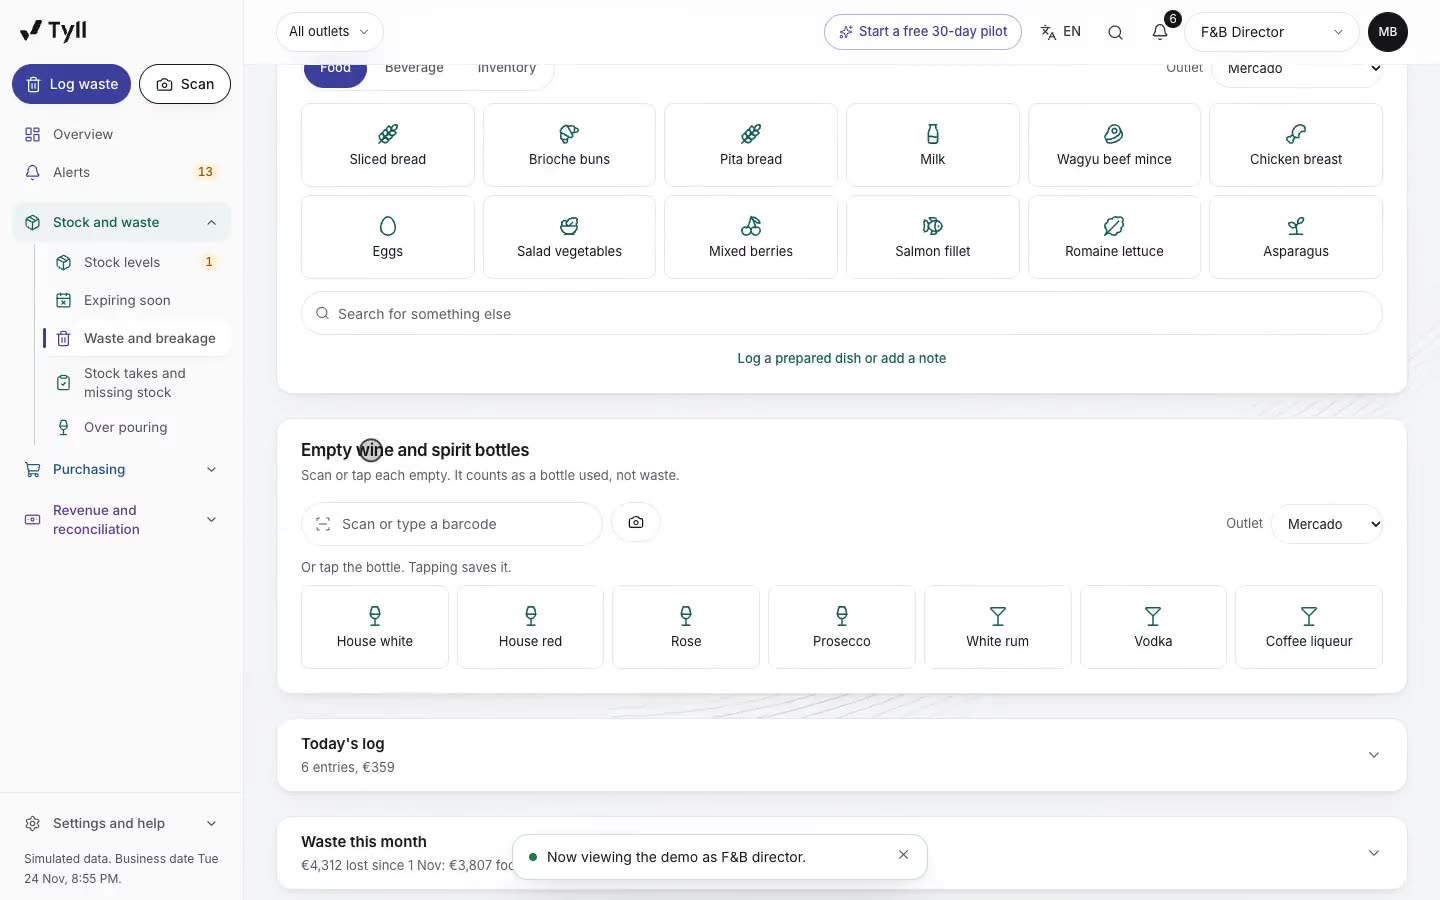 Tyll
All outlets
Start a free 30-day pilot
EN
6
F&B Director
MB
Log waste
Scan
Overview
Alerts
13
Stock and waste
Stock levels
1
Expiring soon
Waste and breakage
Stock takes and
missing stock
Over pouring
Purchasing
Revenue and
reconciliation
Settings and help
Simulated data. Business date Tue
24 Nov, 8:55 PM.
Food
Beverage
Inventory
Outlet
Mercado
Sliced bread
Brioche buns
Pita bread
Milk
Wagyu beef mince
Chicken breast
Eggs
Salad vegetables
Mixed berries
Salmon fillet
Romaine lettuce
Asparagus
Search for something else
Log a prepared dish or add a note
Empty wine and spirit bottles
Scan or tap each empty. It counts as a bottle used, not waste.
Scan or type a barcode
Outlet
Mercado
Or tap the bottle. Tapping saves it.
House white
House red
Rose
Prosecco
White rum
Vodka
Coffee liqueur
Today's log
6 entries, €359
Waste this month
€4,312 lost since 1 Nov: €3,807
Now viewing the demo as F&B director.